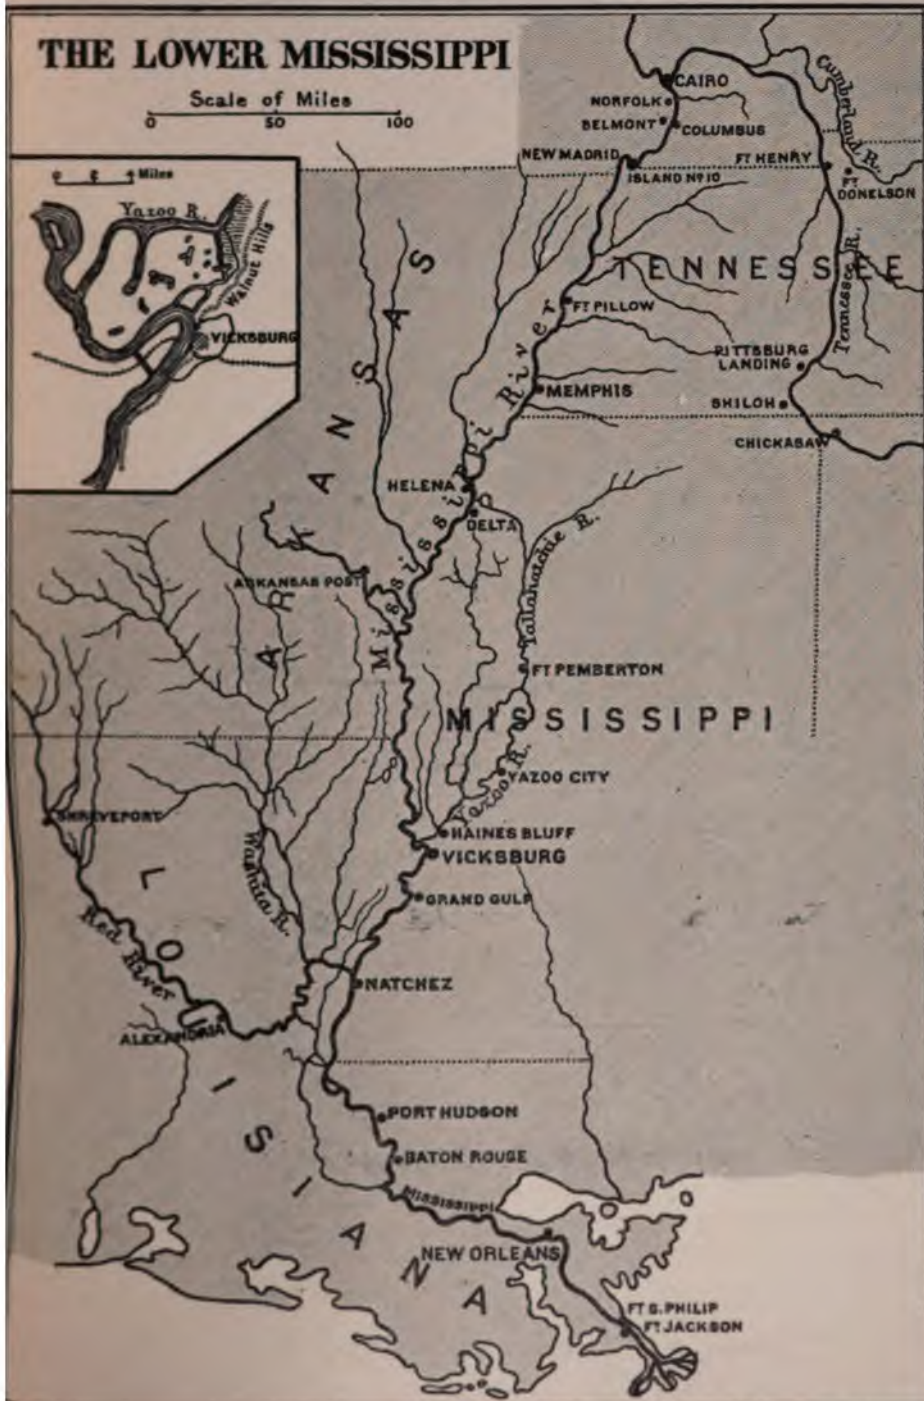 THE LOWER MISSISSIPPI
Scale of Miles
0 50 100
Miles
Yazoo R.
Walnut Hills
VICKSBURG
CAIRO
NORFOLK
BELMONT
COLUMBUS
NEW MADRID
ISLAND No 10
Cumberland R.
FT HENRY
FT
DONELSON
TENNESSEE
Tennessee R.
FT PILLOW
PITTSBURG
LANDING
MEMPHIS
SHILOH
CHICKASAW
Mississippi River
ARKANSAS
HELENA
DELTA
Tallahatchie R.
ARKANSAS POST
FT PEMBERTON
MISSISSIPPI
YAZOO CITY
Yazoo R.
SHREVEPORT
HAINES BLUFF
VICKSBURG
Washita R.
GRAND GULF
Red River
NATCHEZ
ALEXANDRIA
LOUISIANA
PORT HUDSON
BATON ROUGE
Mississippi
NEW ORLEANS
FT S. PHILIP
FT JACKSON